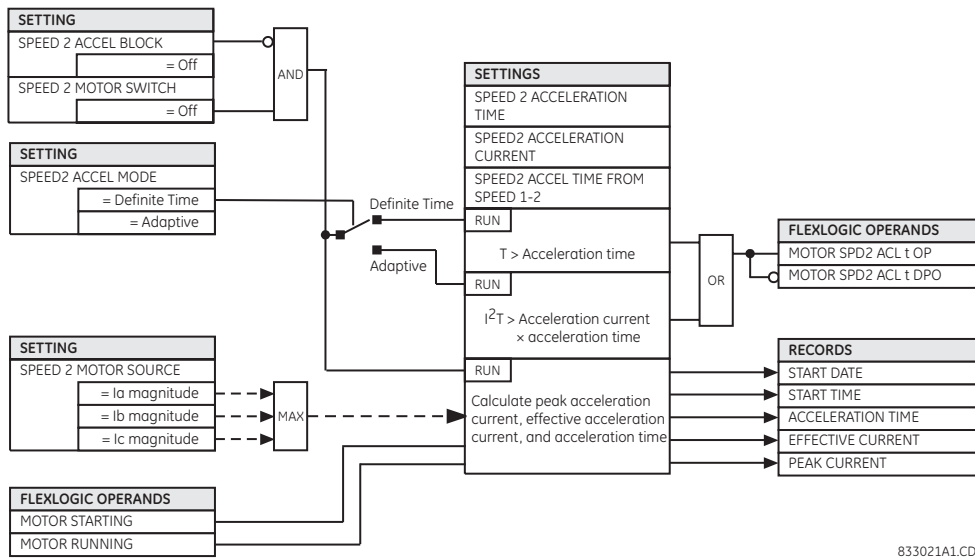 SETTING
SPEED 2 ACCEL BLOCK
= Off
SPEED 2 MOTOR SWITCH
= Off
AND
SETTING
SPEED2 ACCEL MODE
= Definite Time
= Adaptive
Definite Time
Adaptive
SETTING
SPEED 2 MOTOR SOURCE
= Ia magnitude
= Ib magnitude
= Ic magnitude
MAX
FLEXLOGIC OPERANDS
MOTOR STARTING
MOTOR RUNNING
SETTINGS
SPEED 2 ACCELERATION
TIME
SPEED2 ACCELERATION
CURRENT
SPEED2 ACCEL TIME FROM
SPEED 1-2
RUN
T > Acceleration time
RUN
I2T > Acceleration current
× acceleration time
RUN
Calculate peak acceleration
current, effective acceleration
current, and acceleration time
OR
FLEXLOGIC OPERANDS
MOTOR SPD2 ACL t OP
MOTOR SPD2 ACL t DPO
RECORDS
START DATE
START TIME
ACCELERATION TIME
EFFECTIVE CURRENT
PEAK CURRENT
833021A1.CD